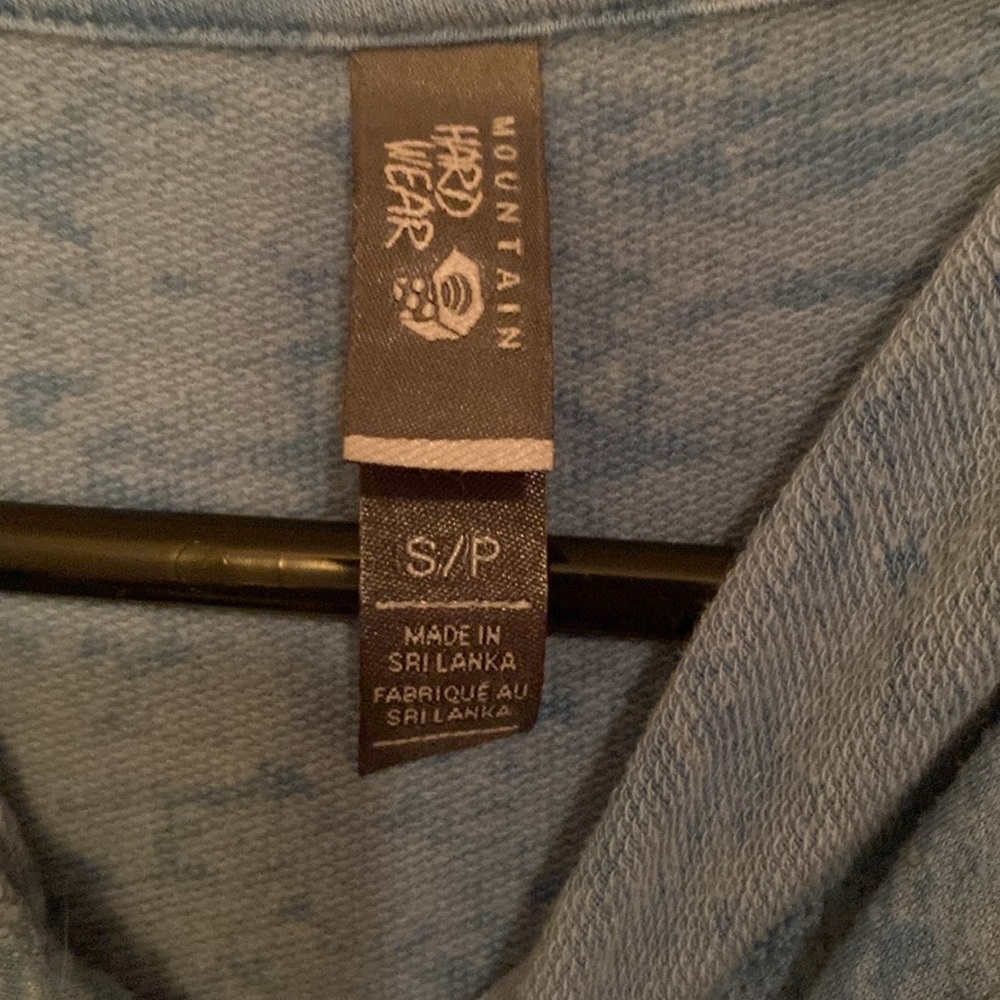 MOUNTAIN
HARD
WEAR
S/P
MADE IN
SRI LANKA
FABRIQUÉ AU
SRI LANKA